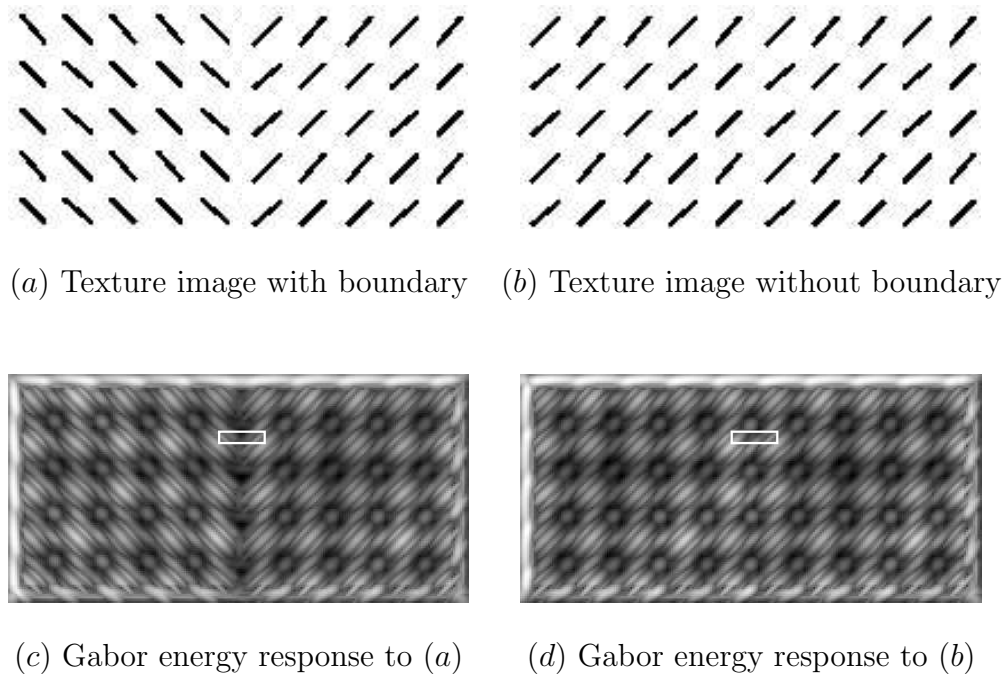 (a) Texture image with boundary
(b) Texture image without boundary
(c) Gabor energy response to (a)
(d) Gabor energy response to (b)